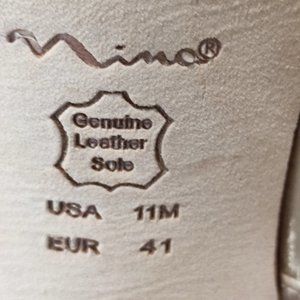 Nina®
Genuine
Leather
Sole
USA 11M
EUR 41